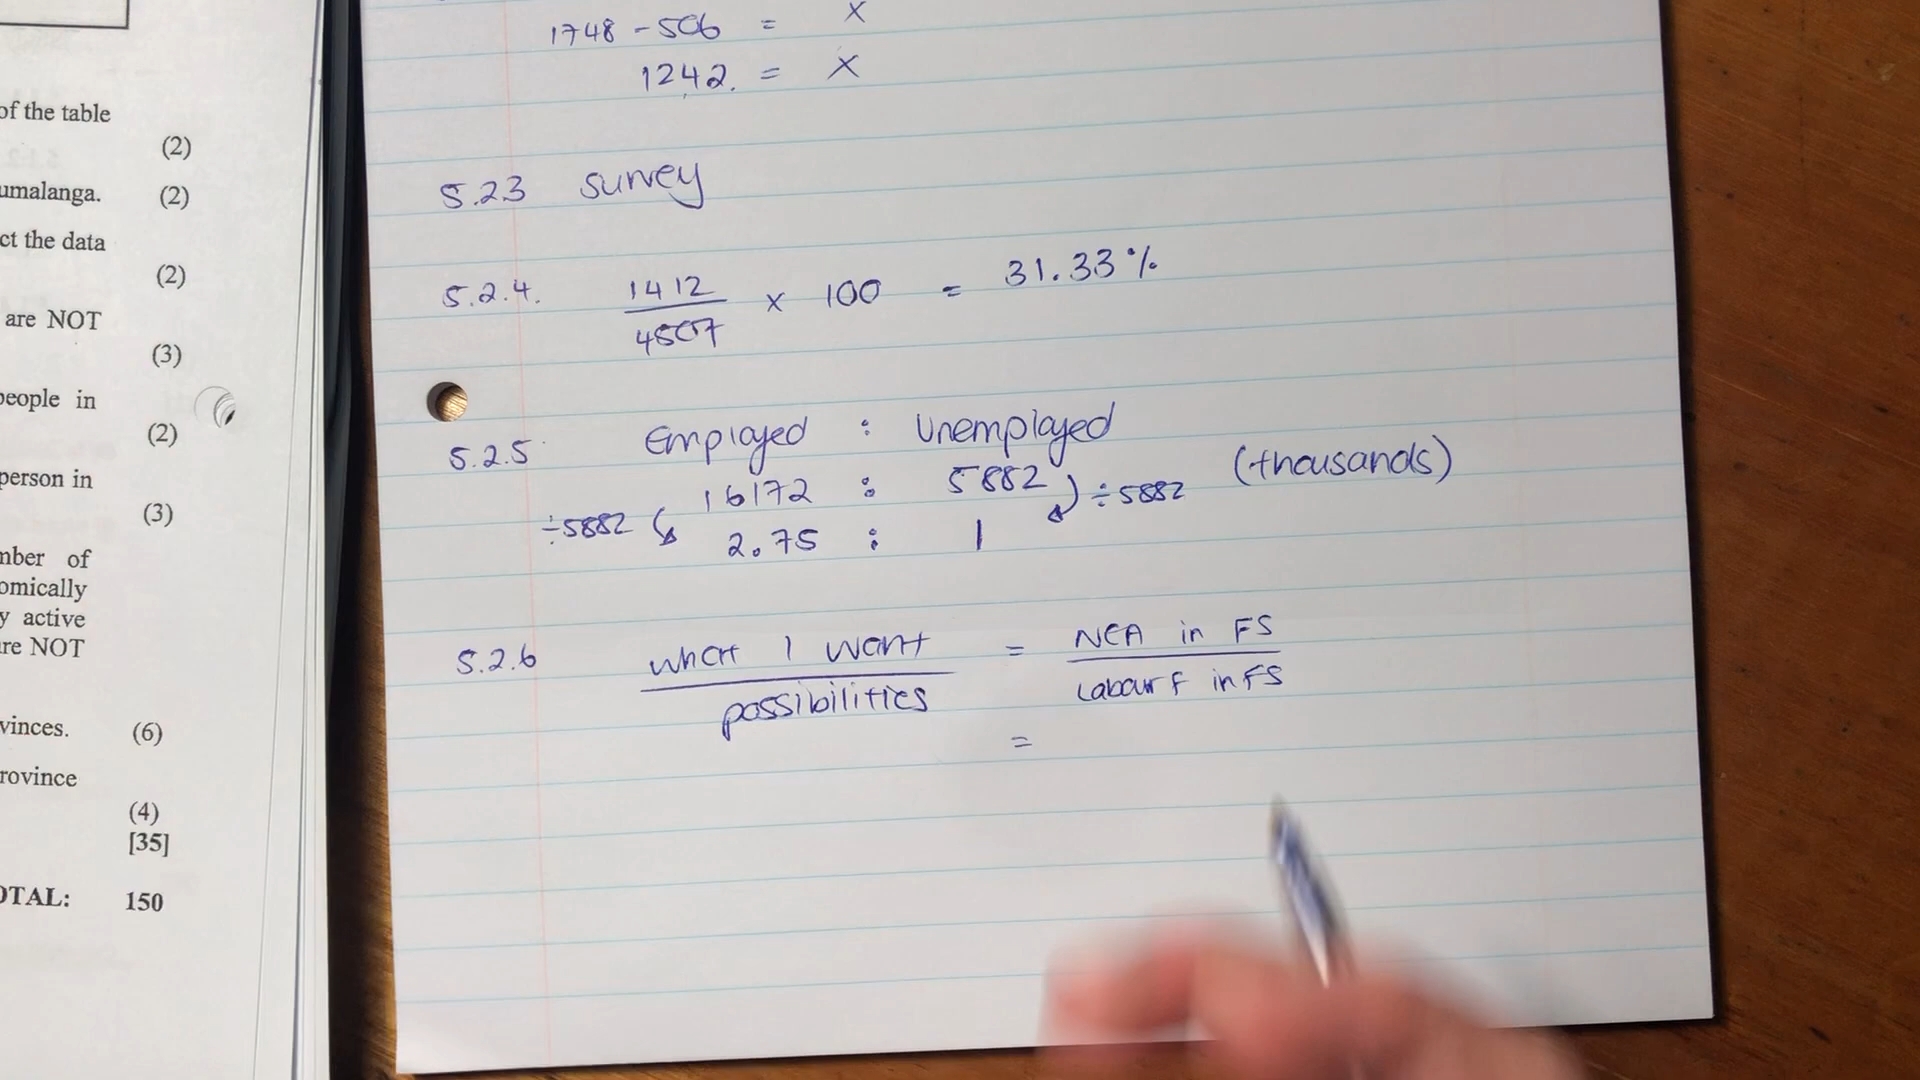 of the table
(2)
umalanga. (2)
ct the data
(2)
are NOT
(3)
people in
(2)
person in
(3)
mber of
omically
y active
are NOT
vinces. (6)
rovince
(4)
[35]
OTAL: 150
1748 - 506 = x
1242. = x
5.23 survey
5.2.4. 1412 / 4507 x 100 = 31.33%
5.2.5 Employed : Unemployed
16172 : 5882 (thousands)
÷5882 2.75 : 1 ÷5882
5.2.6 what I want = NEA in FS
possibilities Labour F in FS
=